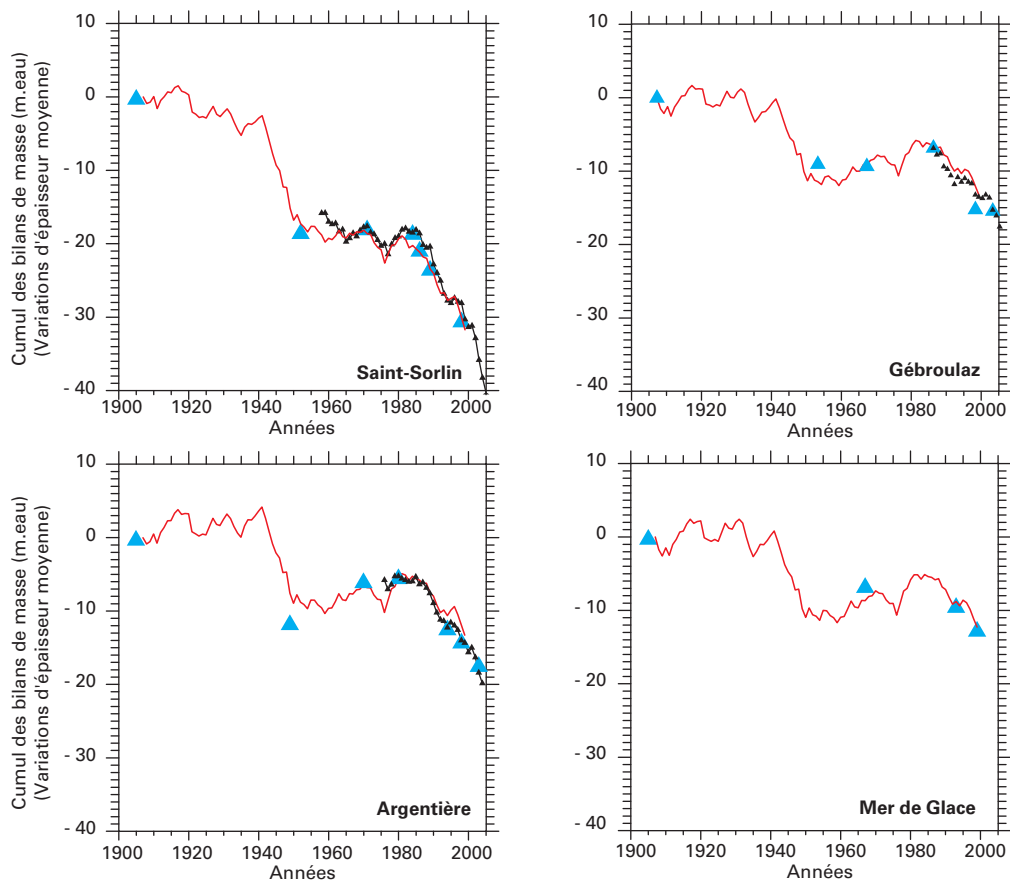 Cumul des bilans de masse (m.eau)
(Variations d'épaisseur moyenne)
10
0
- 10
- 20
- 30
- 40
1900 1920 1940 1960 1980 2000
Années
Saint-Sorlin
10
0
- 10
- 20
- 30
- 40
1900 1920 1940 1960 1980 2000
Années
Gébroulaz
Cumul des bilans de masse (m.eau)
(Variations d'épaisseur moyenne)
10
0
- 10
- 20
- 30
- 40
1900 1920 1940 1960 1980 2000
Années
Argentière
10
0
- 10
- 20
- 30
- 40
1900 1920 1940 1960 1980 2000
Années
Mer de Glace